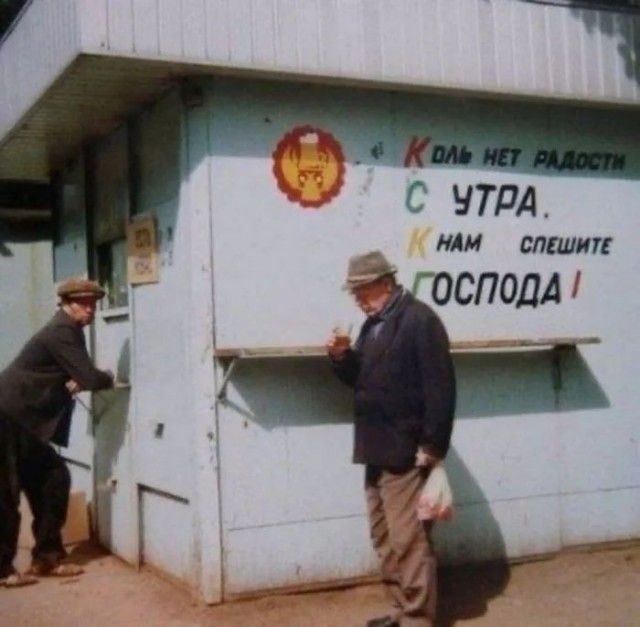 Коль нет радости
с утра.
К нам спешите
Господа!